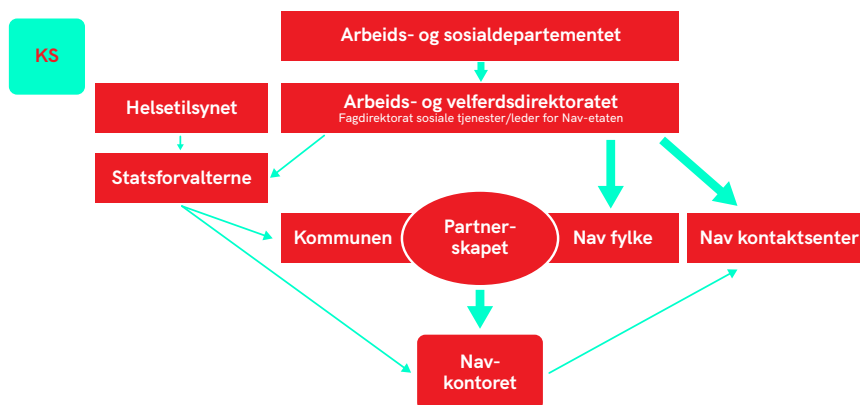 KS
Arbeids- og sosialdepartementet
Helsetilsynet
Arbeids- og velferdsdirektoratet
Fagdirektorat sosiale tjenester/leder for Nav-etaten
Statsforvalterne
Kommunen
Partner-
skapet
Nav fylke
Nav kontaktsenter
Nav-
kontoret